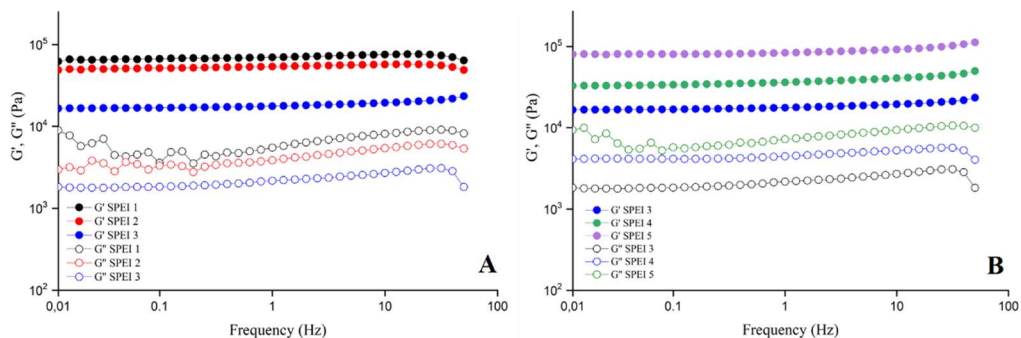 10⁵
10⁴
10³
10²
G', G'' (Pa)
G' SPEI 1
G' SPEI 2
G' SPEI 3
G'' SPEI 1
G'' SPEI 2
G'' SPEI 3
A
0,01
0.1
1
10
100
Frequency (Hz)
10⁵
10⁴
10³
10²
G', G'' (Pa)
G' SPEI 3
G' SPEI 4
G' SPEI 5
G'' SPEI 3
G'' SPEI 4
G'' SPEI 5
B
0,01
0.1
1
10
100
Frequency (Hz)